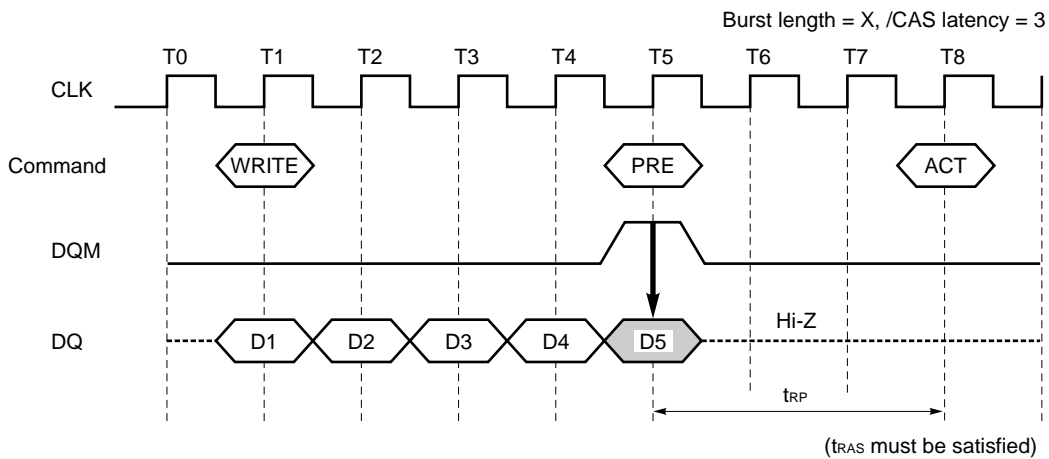 Burst length = X, /CAS latency = 3
T0 T1 T2 T3 T4 T5 T6 T7 T8
CLK
Command WRITE PRE ACT
DQM
DQ D1 D2 D3 D4 D5 Hi-Z
tRP
(tRAS must be satisfied)